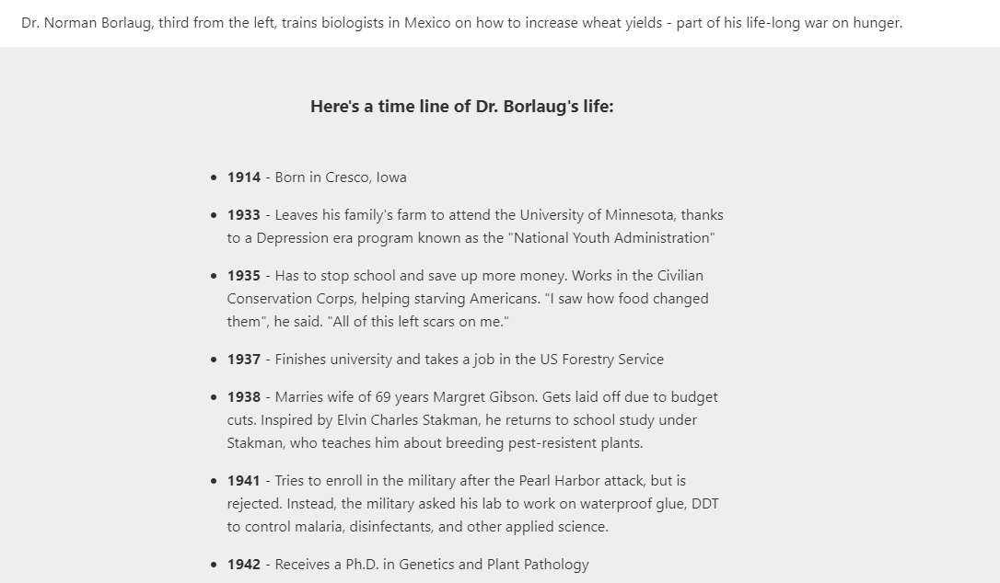 Dr. Norman Borlaug, third from the left, trains biologists in Mexico on how to increase wheat yields - part of his life-long war on hunger.
Here's a time line of Dr. Borlaug's life:
• 1914 - Born in Cresco, Iowa
• 1933 - Leaves his family's farm to attend the University of Minnesota, thanks
to a Depression era program known as the "National Youth Administration"
• 1935 - Has to stop school and save up more money. Works in the Civilian
Conservation Corps, helping starving Americans. "I saw how food changed
them", he said. "All of this left scars on me."
• 1937 - Finishes university and takes a job in the US Forestry Service
• 1938 - Marries wife of 69 years Margret Gibson. Gets laid off due to budget
cuts. Inspired by Elvin Charles Stakman, he returns to school study under
Stakman, who teaches him about breeding pest-resistent plants.
• 1941 - Tries to enroll in the military after the Pearl Harbor attack, but is
rejected. Instead, the military asked his lab to work on waterproof glue, DDT
to control malaria, disinfectants, and other applied science.
• 1942 - Receives a Ph.D. in Genetics and Plant Pathology